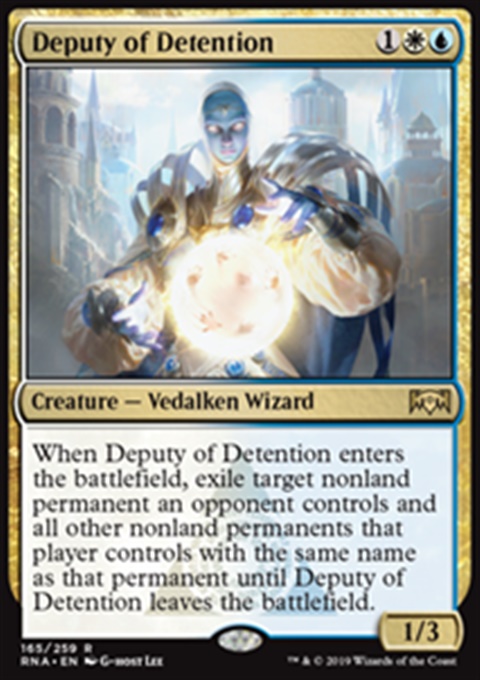 Deputy of Detention 1
Creature — Vedalken Wizard
When Deputy of Detention enters
the battlefield, exile target nonland
permanent an opponent controls and
all other nonland permanents that
player controls with the same name
as that permanent until Deputy of
Detention leaves the battlefield.
1/3
165/259 R
RNA • EN G-host Lee
™ & © 2019 Wizards of the Coast